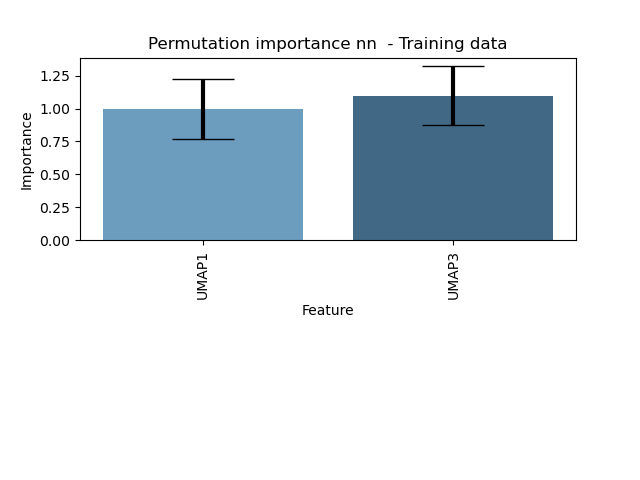 Permutation importance nn  - Training data
Importance
1.25
1.00
0.75
0.50
0.25
0.00
UMAP1
UMAP3
Feature